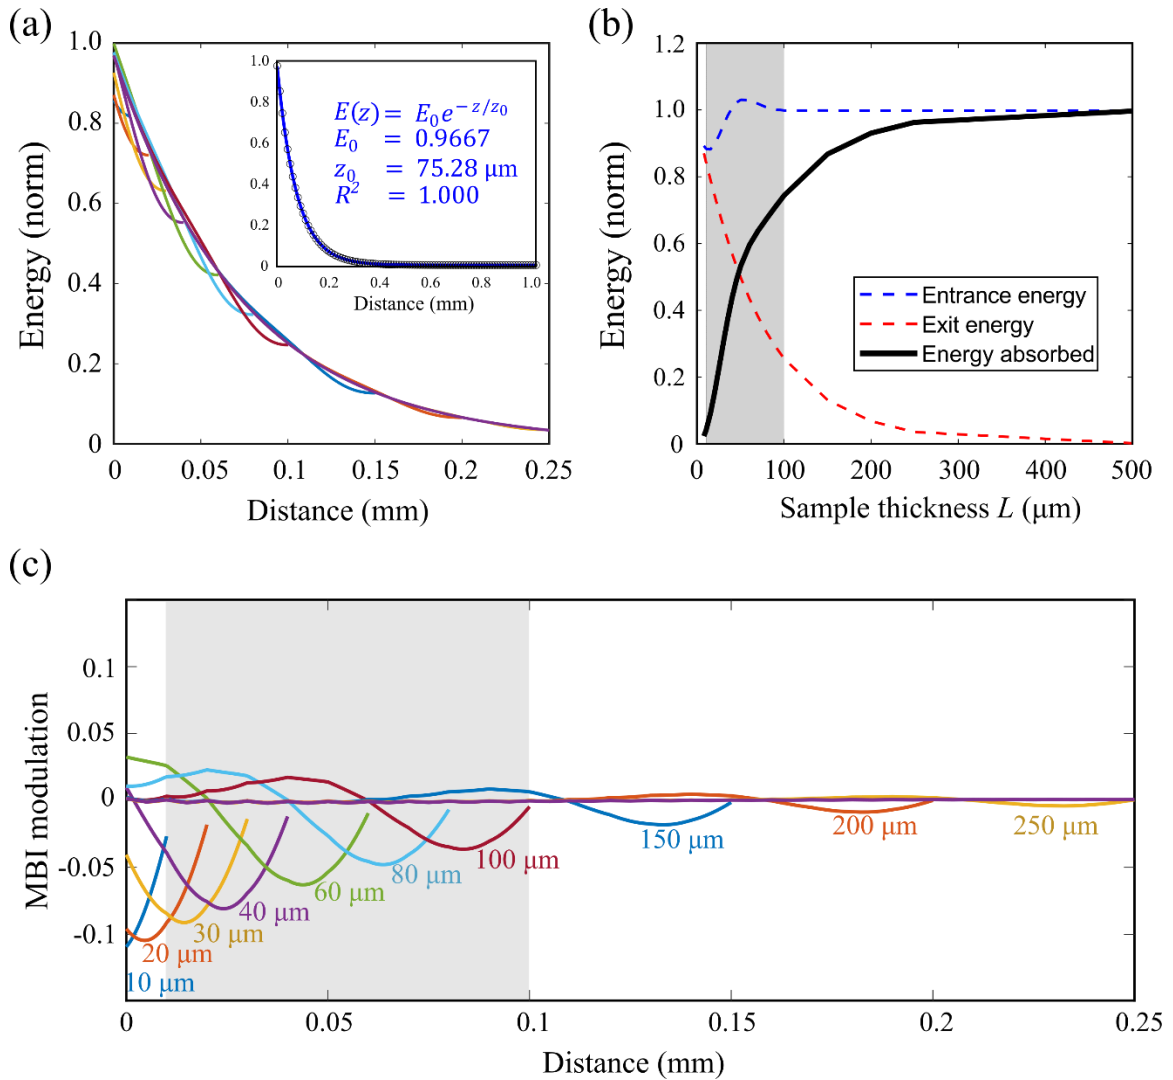 (a)
Energy (norm)
1.0
0.8
0.6
0.4
0.2
0
0
0.05
0.1
0.15
0.2
0.25
Distance (mm)
1.0
0.8
0.6
0.4
0.2
0
0
0.2
0.4
0.6
0.8
1.0
Distance (mm)
E(z) = E₀e^{-z/z₀}
E₀ = 0.9667
z₀ = 75.28 μm
R² = 1.000
(b)
Energy (norm)
1.2
1.0
0.8
0.6
0.4
0.2
0
0
100
200
300
400
500
Sample thickness L (μm)
Entrance energy
Exit energy
Energy absorbed
(c)
MBI modulation
0.1
0.05
0
-0.05
-0.1
10 μm
20 μm
30 μm
40 μm
60 μm
80 μm
100 μm
150 μm
200 μm
250 μm
0
0.05
0.1
0.15
0.2
0.25
Distance (mm)